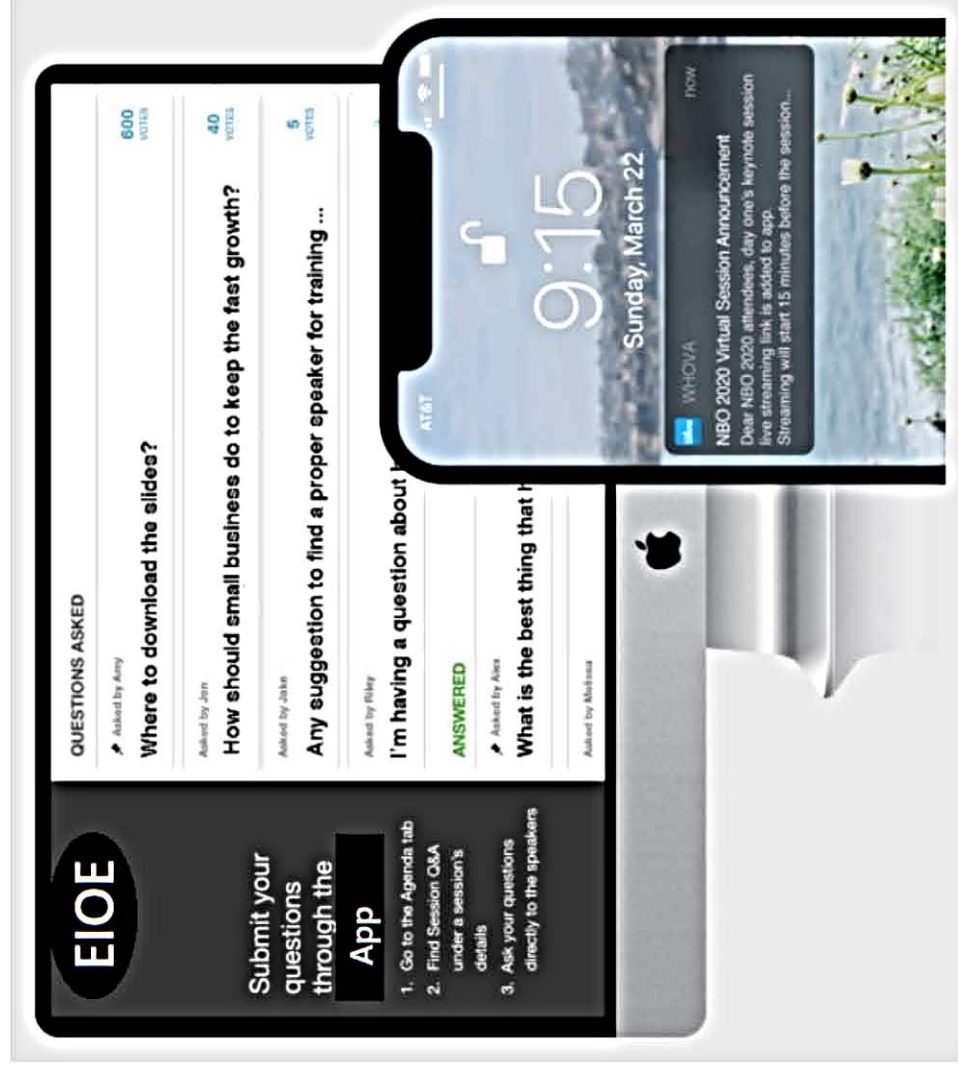 EIOE
Submit your
questions
through the
App
1. Go to the Agenda tab
2. Find Session Q&A
under a session's
details
3. Ask your questions
directly to the speakers
QUESTIONS ASKED
Asked by Amy
Where to download the slides?
600
VOTES
Asked by Jon
How should small business do to keep the fast growth?
40
VOTES
Asked by Jake
Any suggestion to find a proper speaker for training...
5
VOTES
Asked by Riley
I'm having a question about
ANSWERED
Asked by Alex
What is the best thing that
Asked by Melissa
AT&T
9:15
Sunday, March 22
WHOVA
now
NBO 2020 Virtual Session Announcement
Dear NBO 2020 attendees, day one's keynote session
live streaming link is added to app.
Streaming will start 15 minutes before the session...